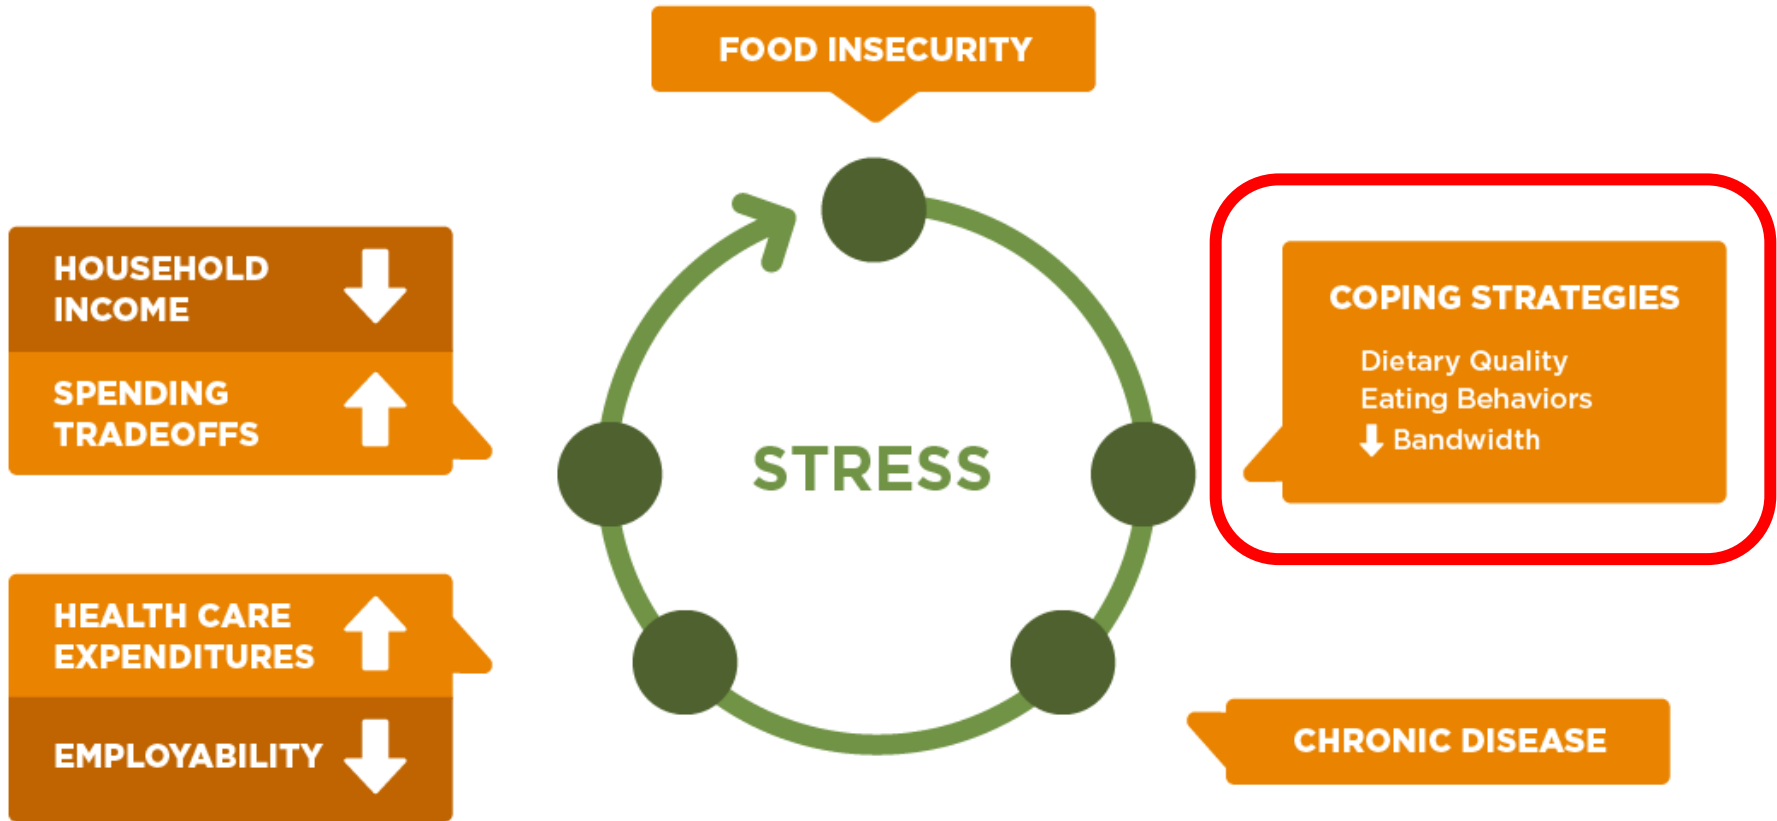 FOOD INSECURITY
COPING STRATEGIES
Dietary Quality
Eating Behaviors
Bandwidth
CHRONIC DISEASE
HEALTH CARE
EXPENDITURES
EMPLOYABILITY
HOUSEHOLD
INCOME
SPENDING
TRADEOFFS
STRESS